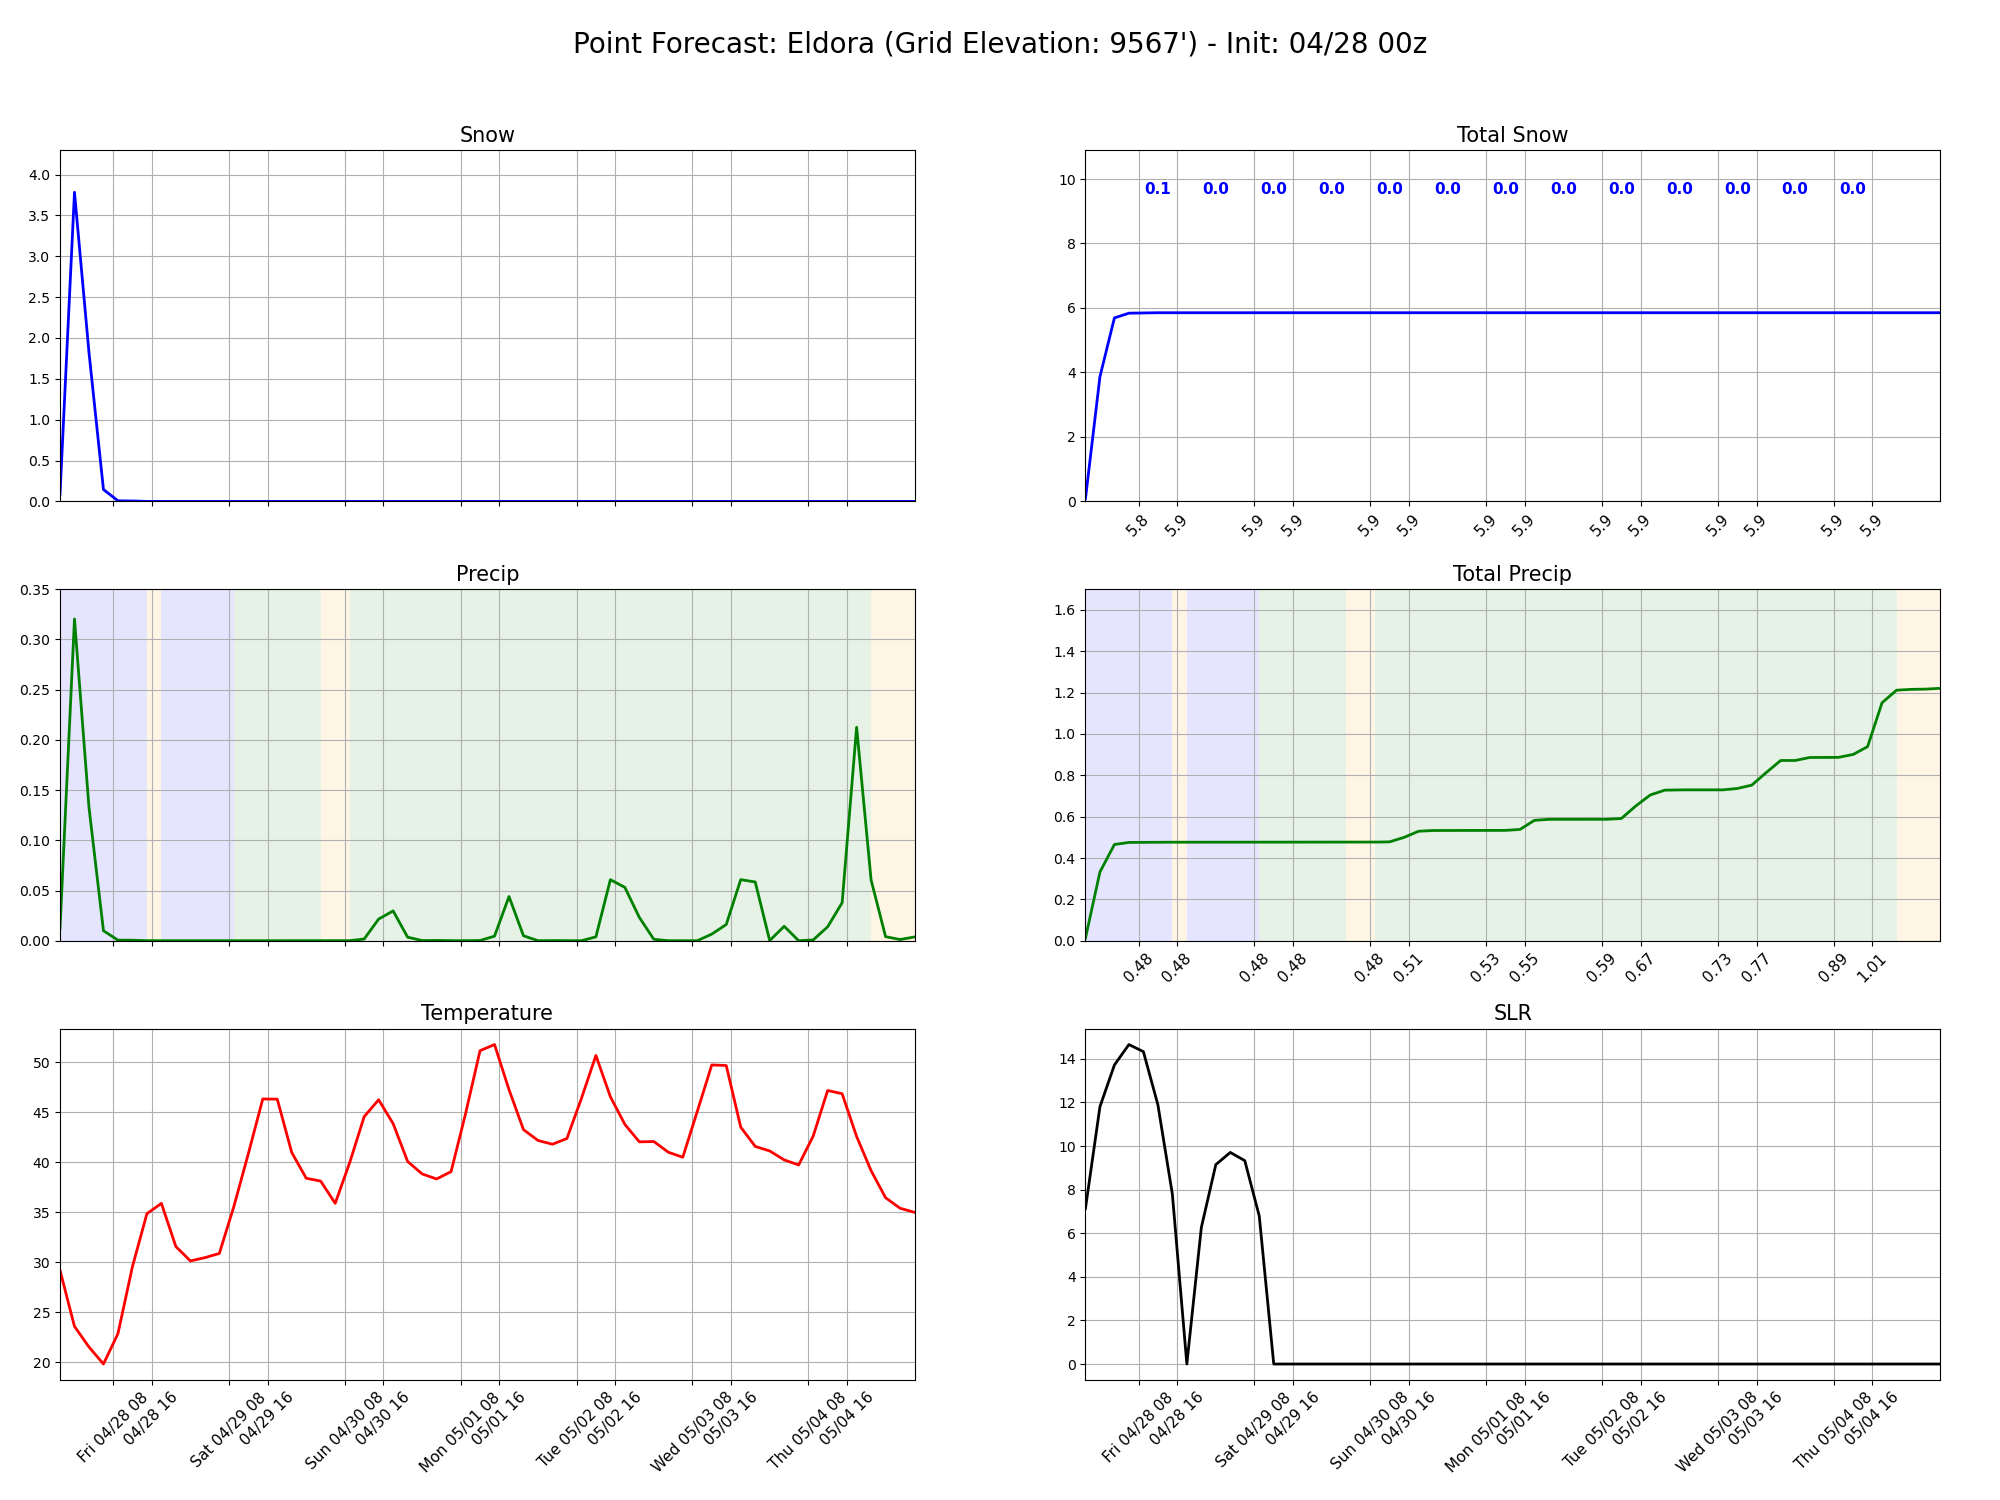 Point Forecast: Eldora (Grid Elevation: 9567') - Init: 04/28 00z
Snow
4.0
3.5
3.0
2.5
2.0
1.5
1.0
0.5
0.0
Total Snow
10
8
6
4
2
0
0.1 0.0 0.0 0.0 0.0 0.0 0.0 0.0 0.0 0.0 0.0 0.0 0.0
5.8 5.9 5.9 5.9 5.9 5.9 5.9 5.9 5.9 5.9 5.9 5.9 5.9 5.9
Precip
0.35
0.30
0.25
0.20
0.15
0.10
0.05
0.00
Total Precip
1.6
1.4
1.2
1.0
0.8
0.6
0.4
0.2
0.0
0.48 0.48 0.48 0.48 0.48 0.51 0.53 0.55 0.59 0.67 0.73 0.77 0.89 1.01
Temperature
50
45
40
35
30
25
20
Fri 04/28 08
04/28 16
Sat 04/29 08
04/29 16
Sun 04/30 08
04/30 16
Mon 05/01 08
05/01 16
Tue 05/02 08
05/02 16
Wed 05/03 08
05/03 16
Thu 05/04 08
05/04 16
SLR
14
12
10
8
6
4
2
0
Fri 04/28 08
04/28 16
Sat 04/29 08
04/29 16
Sun 04/30 08
04/30 16
Mon 05/01 08
05/01 16
Tue 05/02 08
05/02 16
Wed 05/03 08
05/03 16
Thu 05/04 08
05/04 16